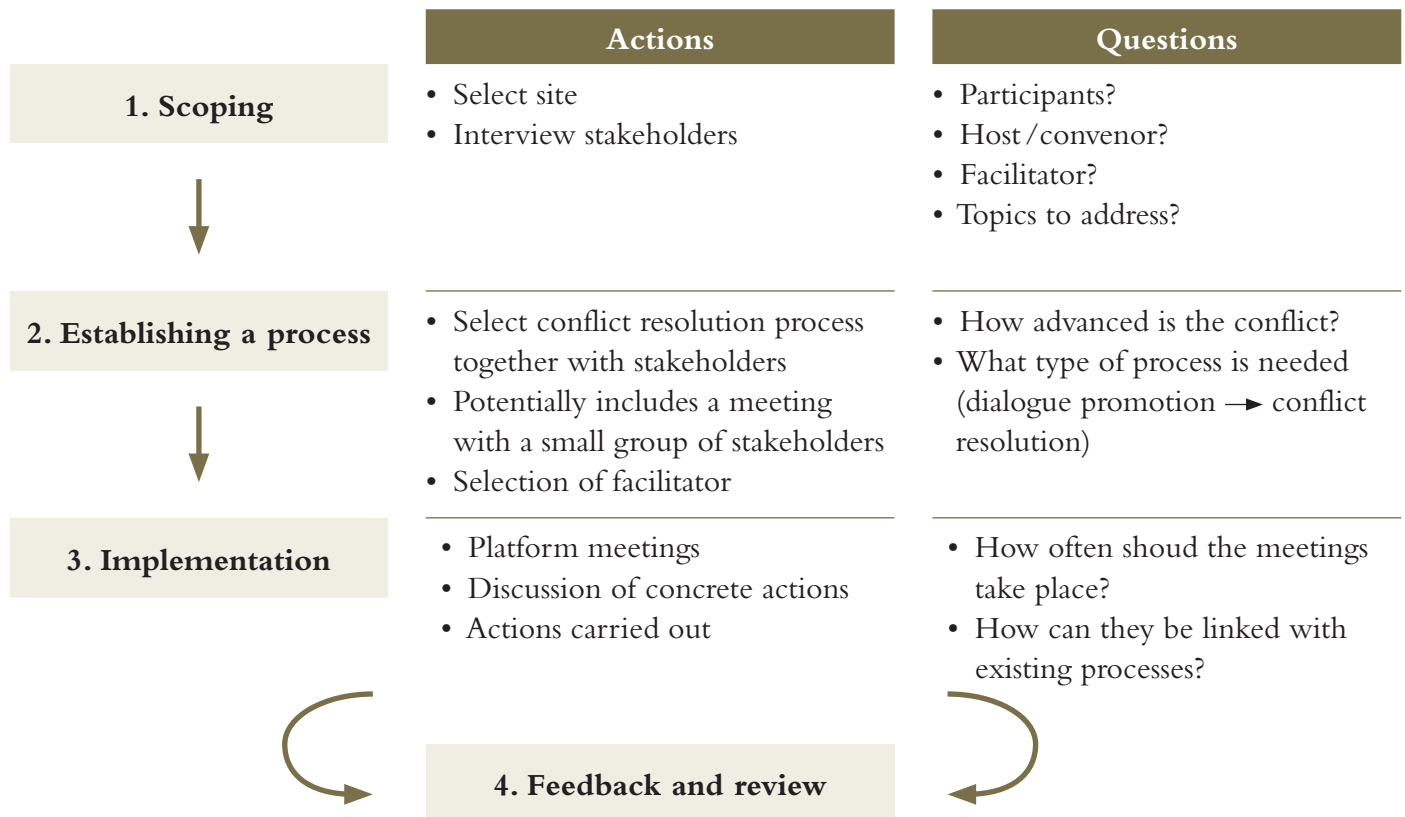 Actions
Questions
1. Scoping
• Select site
• Interview stakeholders
• Participants?
• Host/convenor?
• Facilitator?
• Topics to address?
2. Establishing a process
• Select conflict resolution process
together with stakeholders
• Potentially includes a meeting
with a small group of stakeholders
• Selection of facilitator
• How advanced is the conflict?
• What type of process is needed
(dialogue promotion → conflict
resolution)
3. Implementation
• Platform meetings
• Discussion of concrete actions
• Actions carried out
• How often shoud the meetings
take place?
• How can they be linked with
existing processes?
4. Feedback and review